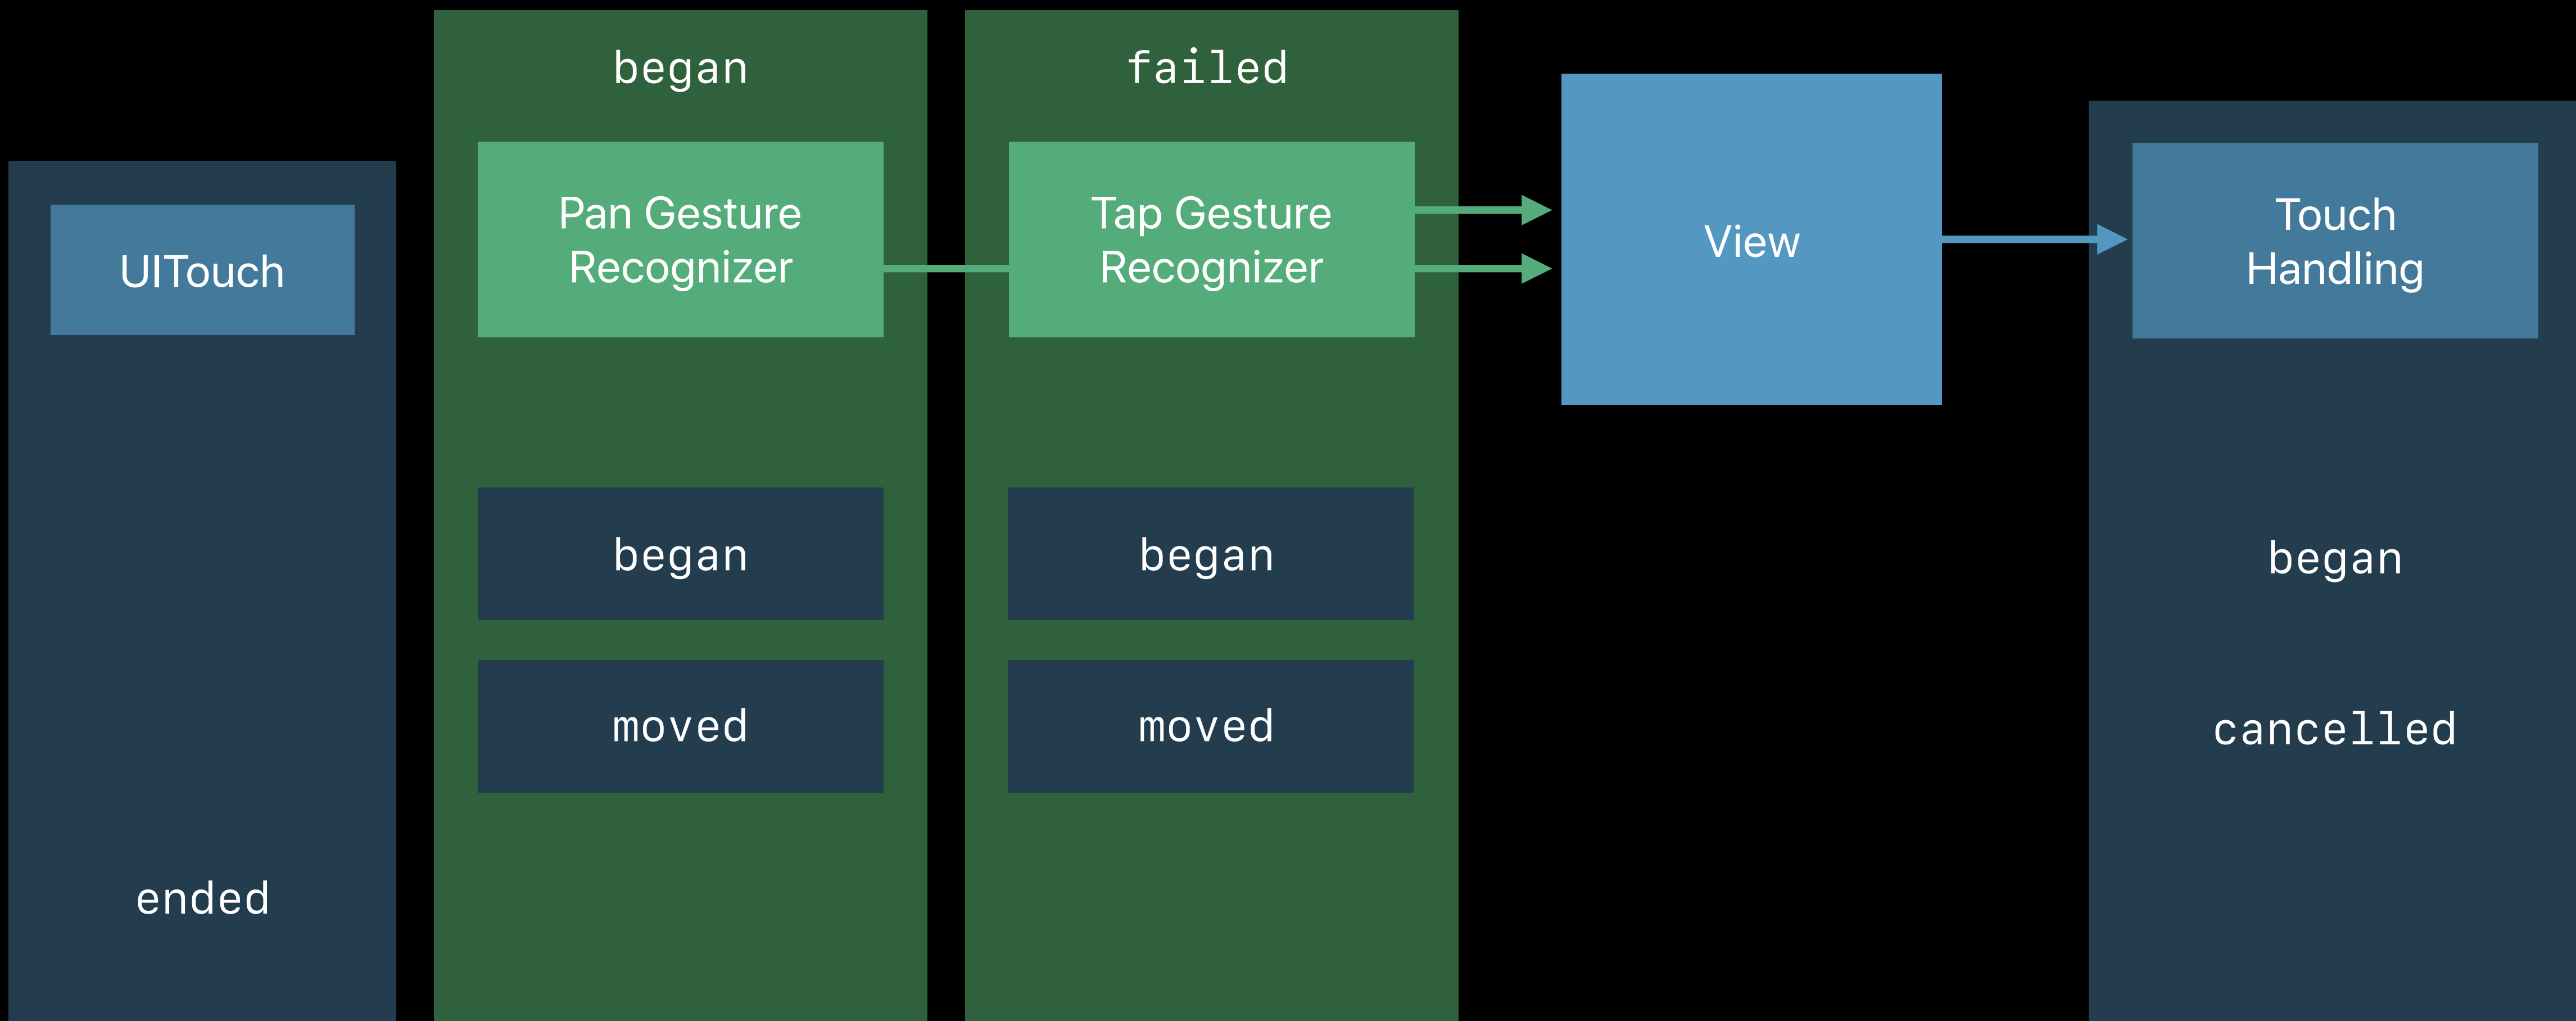 began
failed
UITouch
Pan Gesture
Recognizer
Tap Gesture
Recognizer
View
Touch
Handling
began
began
began
moved
moved
cancelled
ended